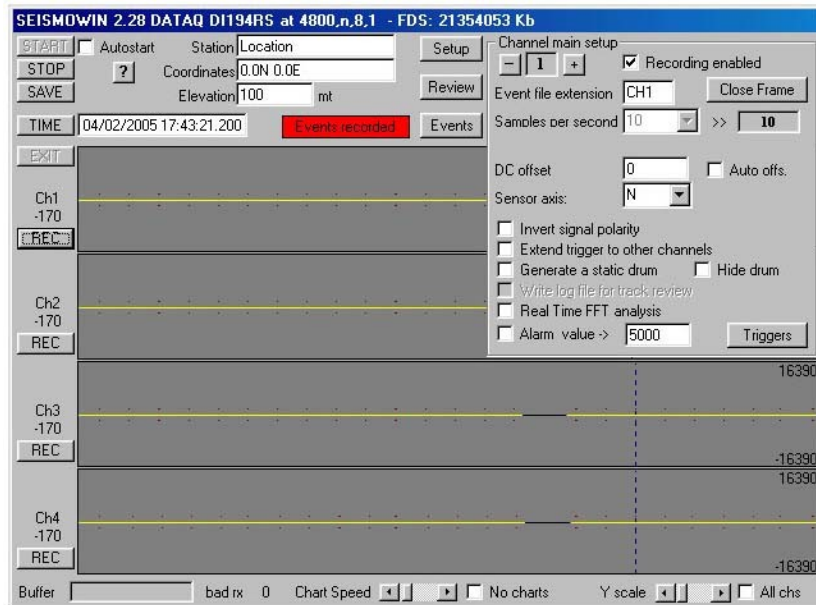 SEISMOWIN 2.28 DATAQ DI194RS at 4800,n,8,1 - FDS: 21354053 Kb
START Autostart Station Location Setup
STOP ? Coordinates 0.0N 0.0E
SAVE Elevation 100 mt Review
TIME 04/02/2005 17:43:21.200 Events recorded Events
EXIT
Channel main setup
- 1 + Recording enabled
Event file extension CH1 Close Frame
Samples per second 10 >> 10
DC offset 0 Auto offs.
Sensor axis: N
Invert signal polarity
Extend trigger to other channels
Generate a static drum Hide drum
Write log file for track review
Real Time FFT analysis
Alarm value -> 5000 Triggers
Ch1
-170
REC
Ch2
-170
REC
16390
Ch3
-170
REC
-16390
16390
Ch4
-170
REC
-16390
Buffer bad rx 0 Chart Speed No charts Y scale All chs